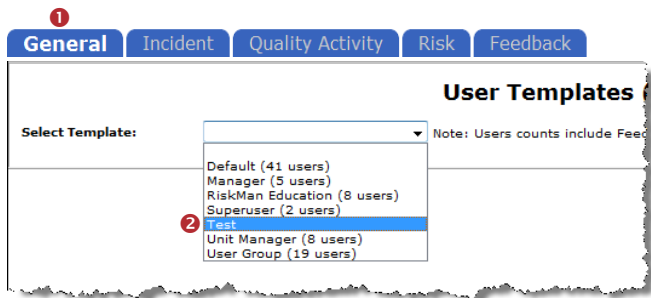 1
General Incident Quality Activity Risk Feedback
User Templates (
Select Template: Note: Users counts include Feed
Default (41 users)
Manager (5 users)
RiskMan Education (8 users)
Superuser (2 users)
2 Test
Unit Manager (8 users)
User Group (19 users)